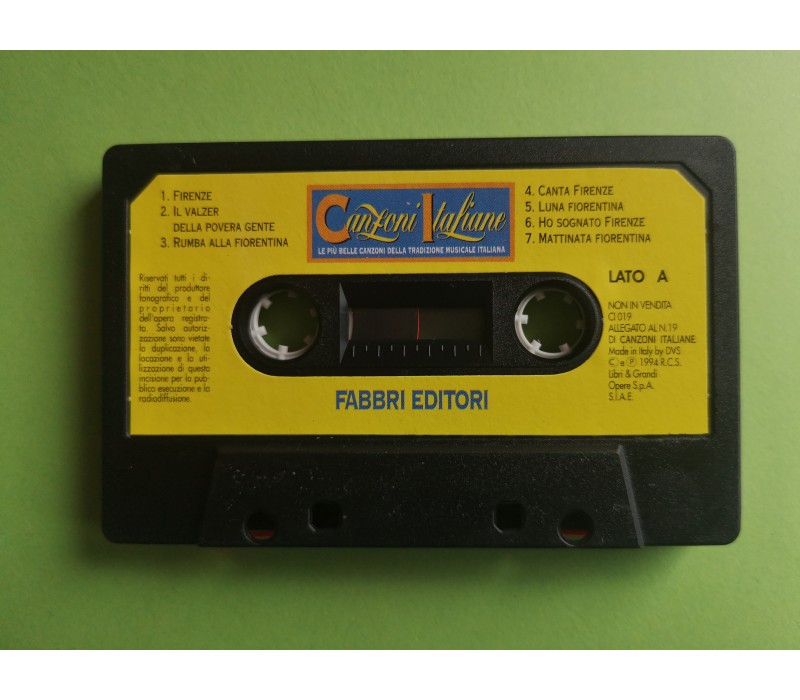 1. Firenze
2. Il valzer
della povera gente
3. Rumba alla fiorentina
Canzoni Italiane
LE PIÙ BELLE CANZONI DELLA TRADIZIONE MUSICALE ITALIANA
4. Canta Firenze
5. Luna fiorentina
6. Ho sognato Firenze
7. Mattinata fiorentina
Riservati tutti i di-
ritti del produttore
fonografico e del
proprietario
dell'opera registra-
ta. Salvo autoriz-
zazione sono vietate
la duplicazione, la
locazione e la uti-
lizzazione di questa
incisione per la pub-
blica esecuzione e la
radiodiffusione.
LATO A
NON IN VENDITA
CI 019
ALLEGATO AL N.19
DI CANZONI ITALIANE
Made in Italy by DVS
© e ℗ 1994 R.C.S.
Libri & Grandi
Opere S.p.A.
S.I.A.E.
FABBRI EDITORI